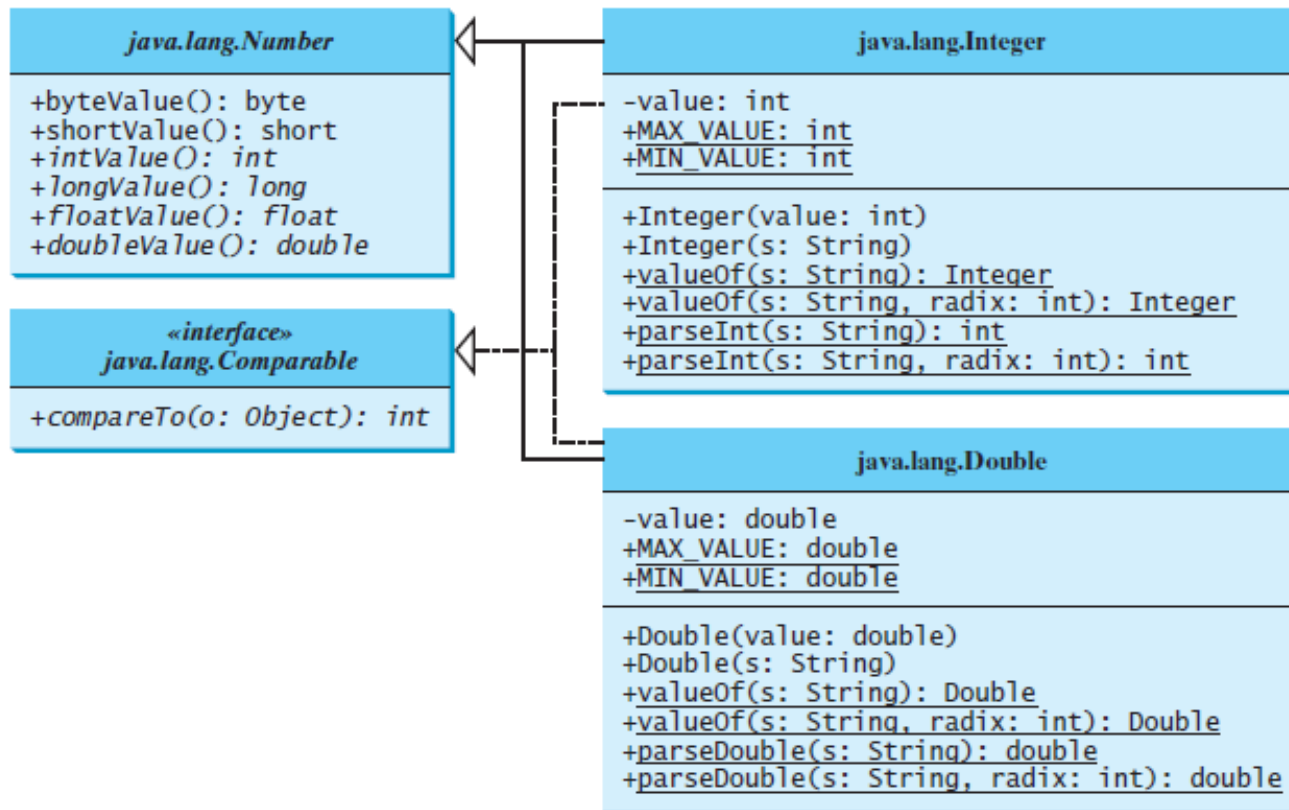 java.lang.Number
+byteValue(): byte
+shortValue(): short
+intValue(): int
+longValue(): long
+floatValue(): float
+doubleValue(): double
«interface»
java.lang.Comparable
+compareTo(o: Object): int
java.lang.Integer
-value: int
+MAX_VALUE: int
+MIN_VALUE: int
+Integer(value: int)
+Integer(s: String)
+valueOf(s: String): Integer
+valueOf(s: String, radix: int): Integer
+parseInt(s: String): int
+parseInt(s: String, radix: int): int
java.lang.Double
-value: double
+MAX_VALUE: double
+MIN_VALUE: double
+Double(value: double)
+Double(s: String)
+valueOf(s: String): Double
+valueOf(s: String, radix: int): Double
+parseDouble(s: String): double
+parseDouble(s: String, radix: int): double